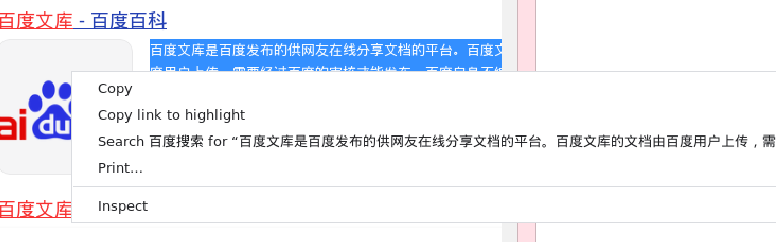 百度文库 - 百度百科
百度文库是百度发布的供网友在线分享文档的平台。百度文
Copy
Copy link to highlight
ai du
Search 百度搜索 for “百度文库是百度发布的供网友在线分享文档的平台。百度文库的文档由百度用户上传，需
Print...
百度文库
Inspect